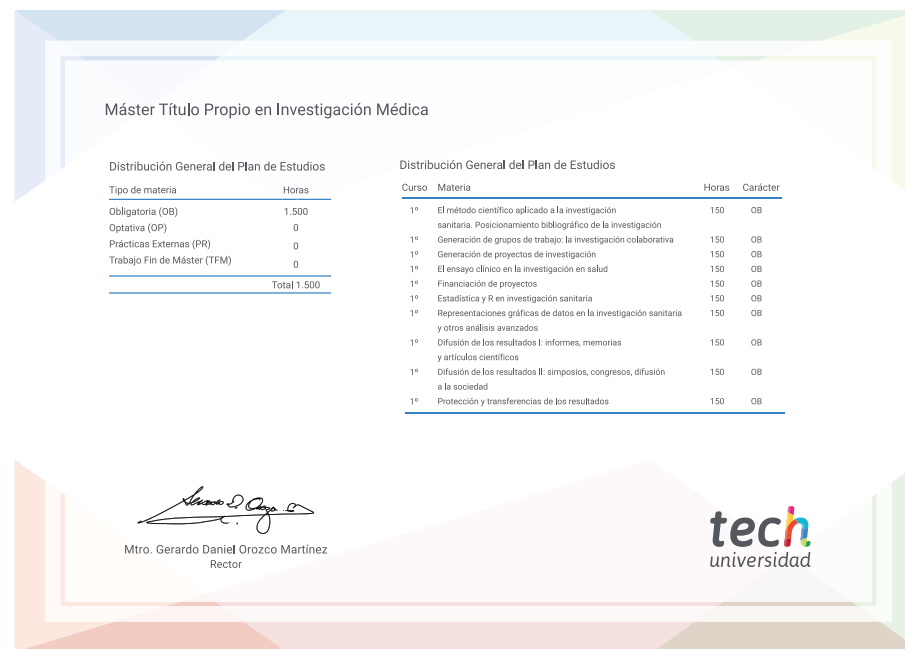 Máster Título Propio en Investigación Médica
Distribución General del Plan de Estudios
Tipo de materia Horas
Obligatoria (OB) 1.500
Optativa (OP) 0
Prácticas Externas (PR) 0
Trabajo Fin de Máster (TFM) 0
Total 1.500
Distribución General del Plan de Estudios
Curso Materia Horas Carácter
1º El método científico aplicado a la investigación 150 OB
sanitaria. Posicionamiento bibliográfico de la investigación
1º Generación de grupos de trabajo: la investigación colaborativa 150 OB
1º Generación de proyectos de investigación 150 OB
1º El ensayo clínico en la investigación en salud 150 OB
1º Financiación de proyectos 150 OB
1º Estadística y R en investigación sanitaria 150 OB
1º Representaciones gráficas de datos en la investigación sanitaria 150 OB
y otros análisis avanzados
1º Difusión de los resultados I: informes, memorias 150 OB
y artículos científicos
1º Difusión de los resultados II: simposios, congresos, difusión 150 OB
a la sociedad
1º Protección y transferencias de los resultados 150 OB
Mtro. Gerardo Daniel Orozco Martínez
Rector
tech
universidad